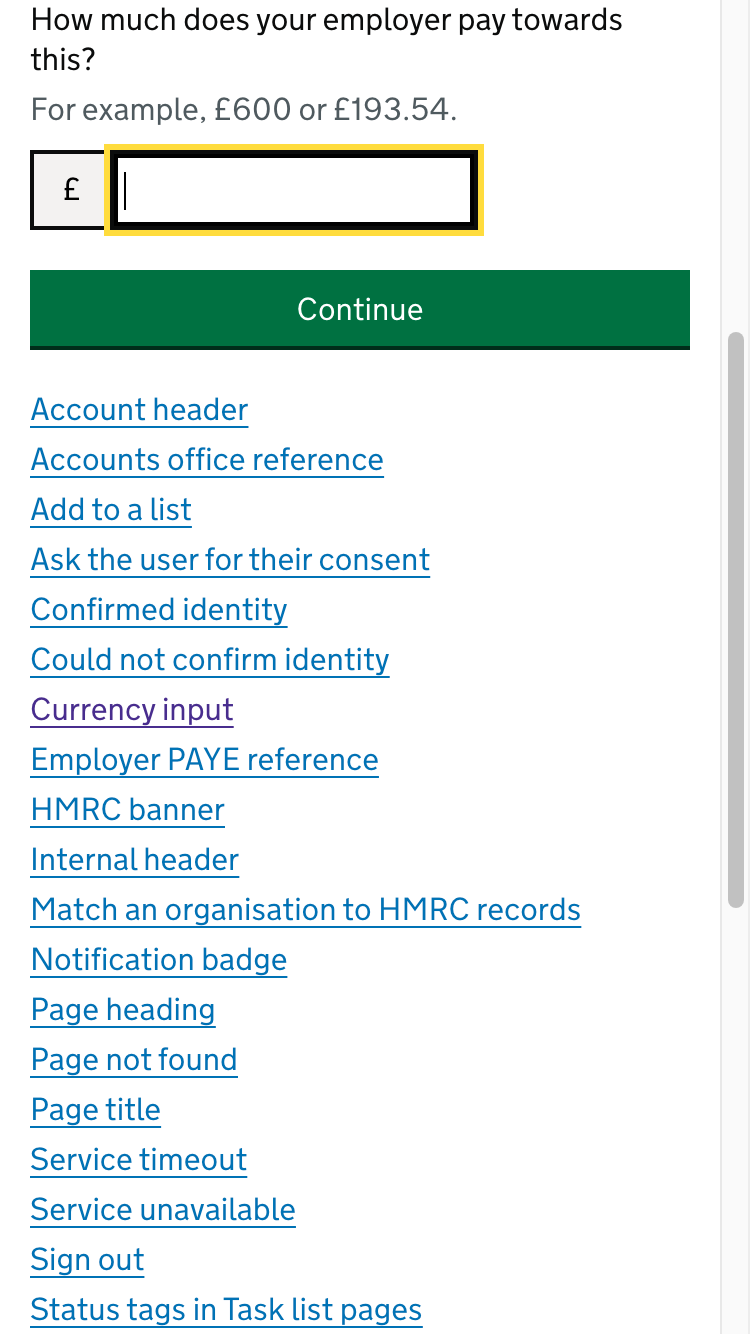 How much does your employer pay towards
this?
For example, £600 or £193.54.
£
Continue
Account header
Accounts office reference
Add to a list
Ask the user for their consent
Confirmed identity
Could not confirm identity
Currency input
Employer PAYE reference
HMRC banner
Internal header
Match an organisation to HMRC records
Notification badge
Page heading
Page not found
Page title
Service timeout
Service unavailable
Sign out
Status tags in Task list pages